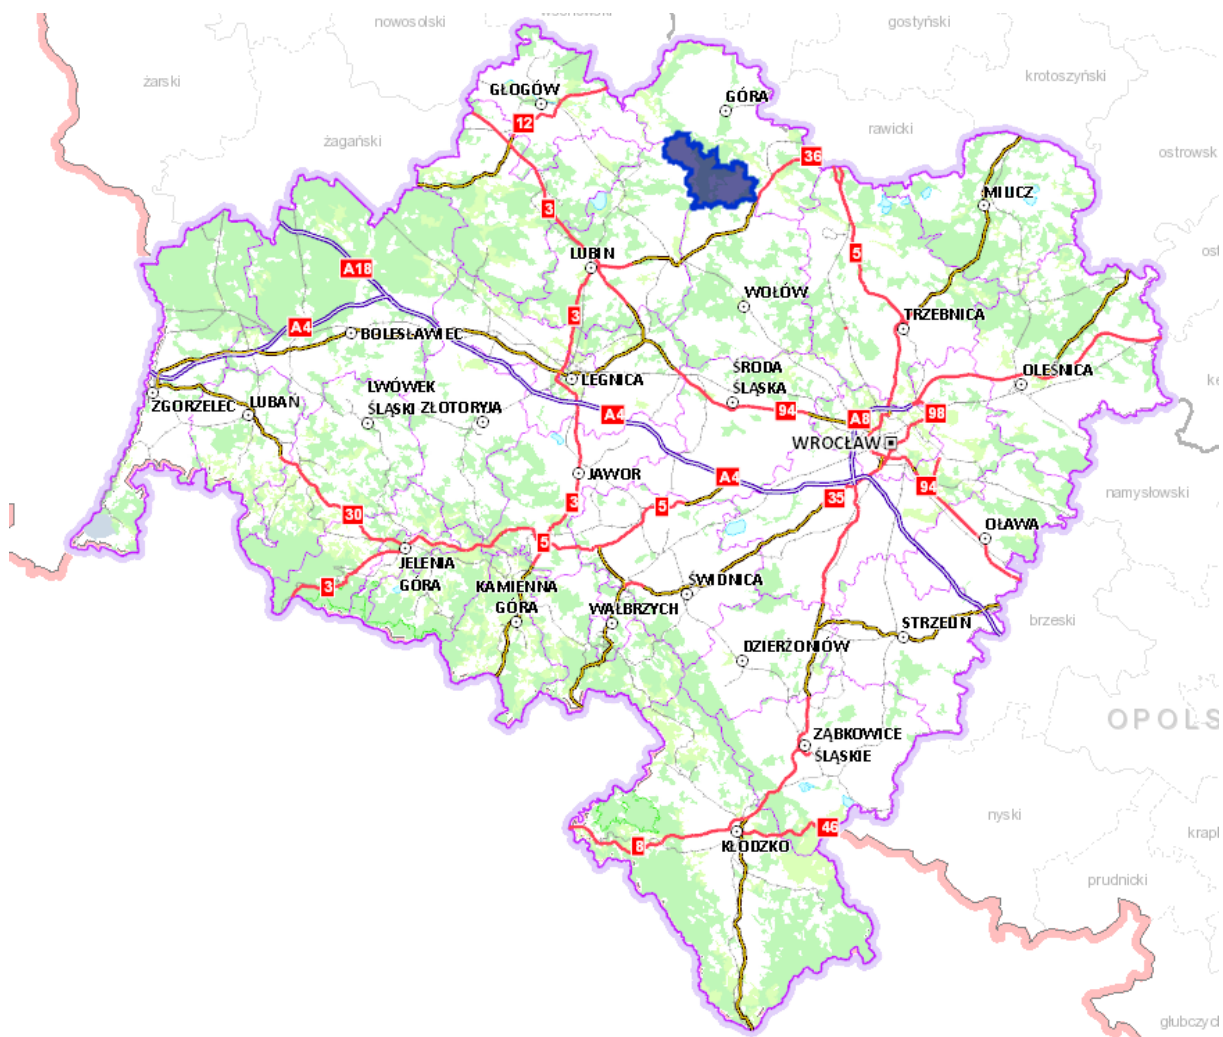 nowosolski
gostyński
żarski
krotoszyński
GŁOGÓW
GÓRA
12
rawicki
żagański
36
ostrowsk
MILICZ
3
5
LUBIN
A18
WOŁÓW
3
TRZEBNICA
A4
BOLESŁAWIEC
ŚRODA
ŚLĄSKA
LEGNICA
OLEŚNICA
LWÓWEK
ŚLĄSKI
ZŁOTORYJA
ZGORZELEC
LUBAŃ
94
A4
A8
98
WROCŁAW
JAWOR
A4
94
namysłowski
3
5
35
30
OŁAWA
5
JELENIA
GÓRA
KAMIENNA
GÓRA
3
ŚWIDNICA
WAŁBRZYCH
STRZELIN
brzeski
DZIERŻONIÓW
OPOLS
ZĄBKOWICE
ŚLĄSKIE
nyski
46
8
KŁODZKO
prudnicki
głubczyck